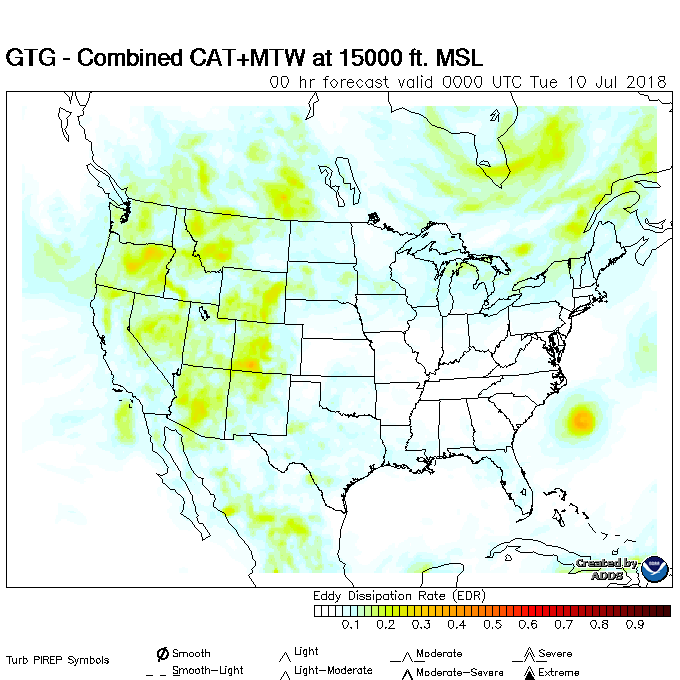 GTG - Combined CAT+MTW at 15000 ft. MSL
00 hr forecast valid 0000 UTC Tue 10 Jul 2018
Created by
ADDS
Eddy Dissipation Rate (EDR)
0.1 0.2 0.3 0.4 0.5 0.6 0.7 0.8 0.9
Turb PIREP Symbols
Smooth Light Moderate Severe
Smooth-Light Light-Moderate Moderate-Severe Extreme